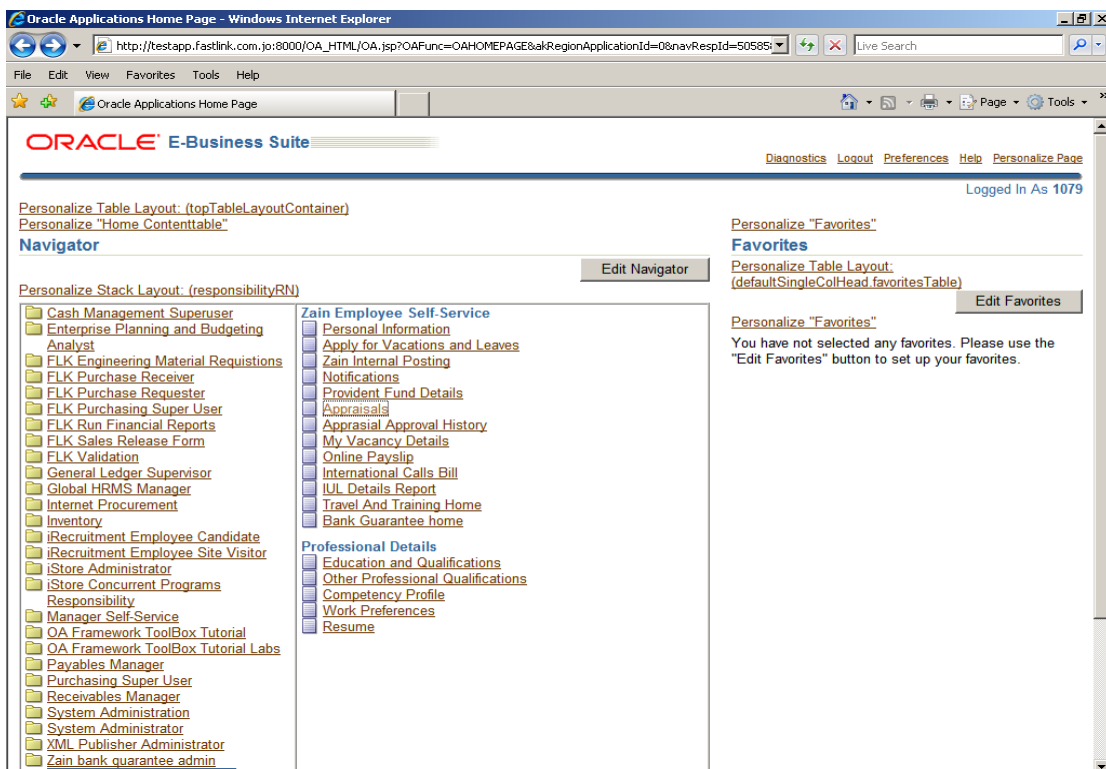 Oracle Applications Home Page - Windows Internet Explorer
http://testapp.fastlink.com.jo:8000/OA_HTML/OA.jsp?OAFunc=OAHOMEPAGE&akRegionApplicationId=0&navRespId=50585
Live Search
File Edit View Favorites Tools Help
Oracle Applications Home Page
Page Tools »
ORACLE E-Business Suite
Diagnostics Logout Preferences Help Personalize Page
Logged In As 1079
Personalize Table Layout: (topTableLayoutContainer)
Personalize "Home Contenttable"
Navigator
Edit Navigator
Personalize Stack Layout: (responsibilityRN)
Cash Management Superuser
Enterprise Planning and Budgeting
Analyst
FLK Engineering Material Requistions
FLK Purchase Receiver
FLK Purchase Requester
FLK Purchasing Super User
FLK Run Financial Reports
FLK Sales Release Form
FLK Validation
General Ledger Supervisor
Global HRMS Manager
Internet Procurement
Inventory
iRecruitment Employee Candidate
iRecruitment Employee Site Visitor
iStore Administrator
iStore Concurrent Programs
Responsibility
Manager Self-Service
OA Framework ToolBox Tutorial
OA Framework ToolBox Tutorial Labs
Payables Manager
Purchasing Super User
Receivables Manager
System Administration
System Administrator
XML Publisher Administrator
Zain bank guarantee admin
Zain Employee Self-Service
Personal Information
Apply for Vacations and Leaves
Zain Internal Posting
Notifications
Provident Fund Details
Appraisals
Apprasial Approval History
My Vacancy Details
Online Payslip
International Calls Bill
IUL Details Report
Travel And Training Home
Bank Guarantee home
Professional Details
Education and Qualifications
Other Professional Qualifications
Competency Profile
Work Preferences
Resume
Personalize "Favorites"
Favorites
Personalize Table Layout:
(defaultSingleColHead.favoritesTable)
Edit Favorites
Personalize "Favorites"
You have not selected any favorites. Please use the
"Edit Favorites" button to set up your favorites.